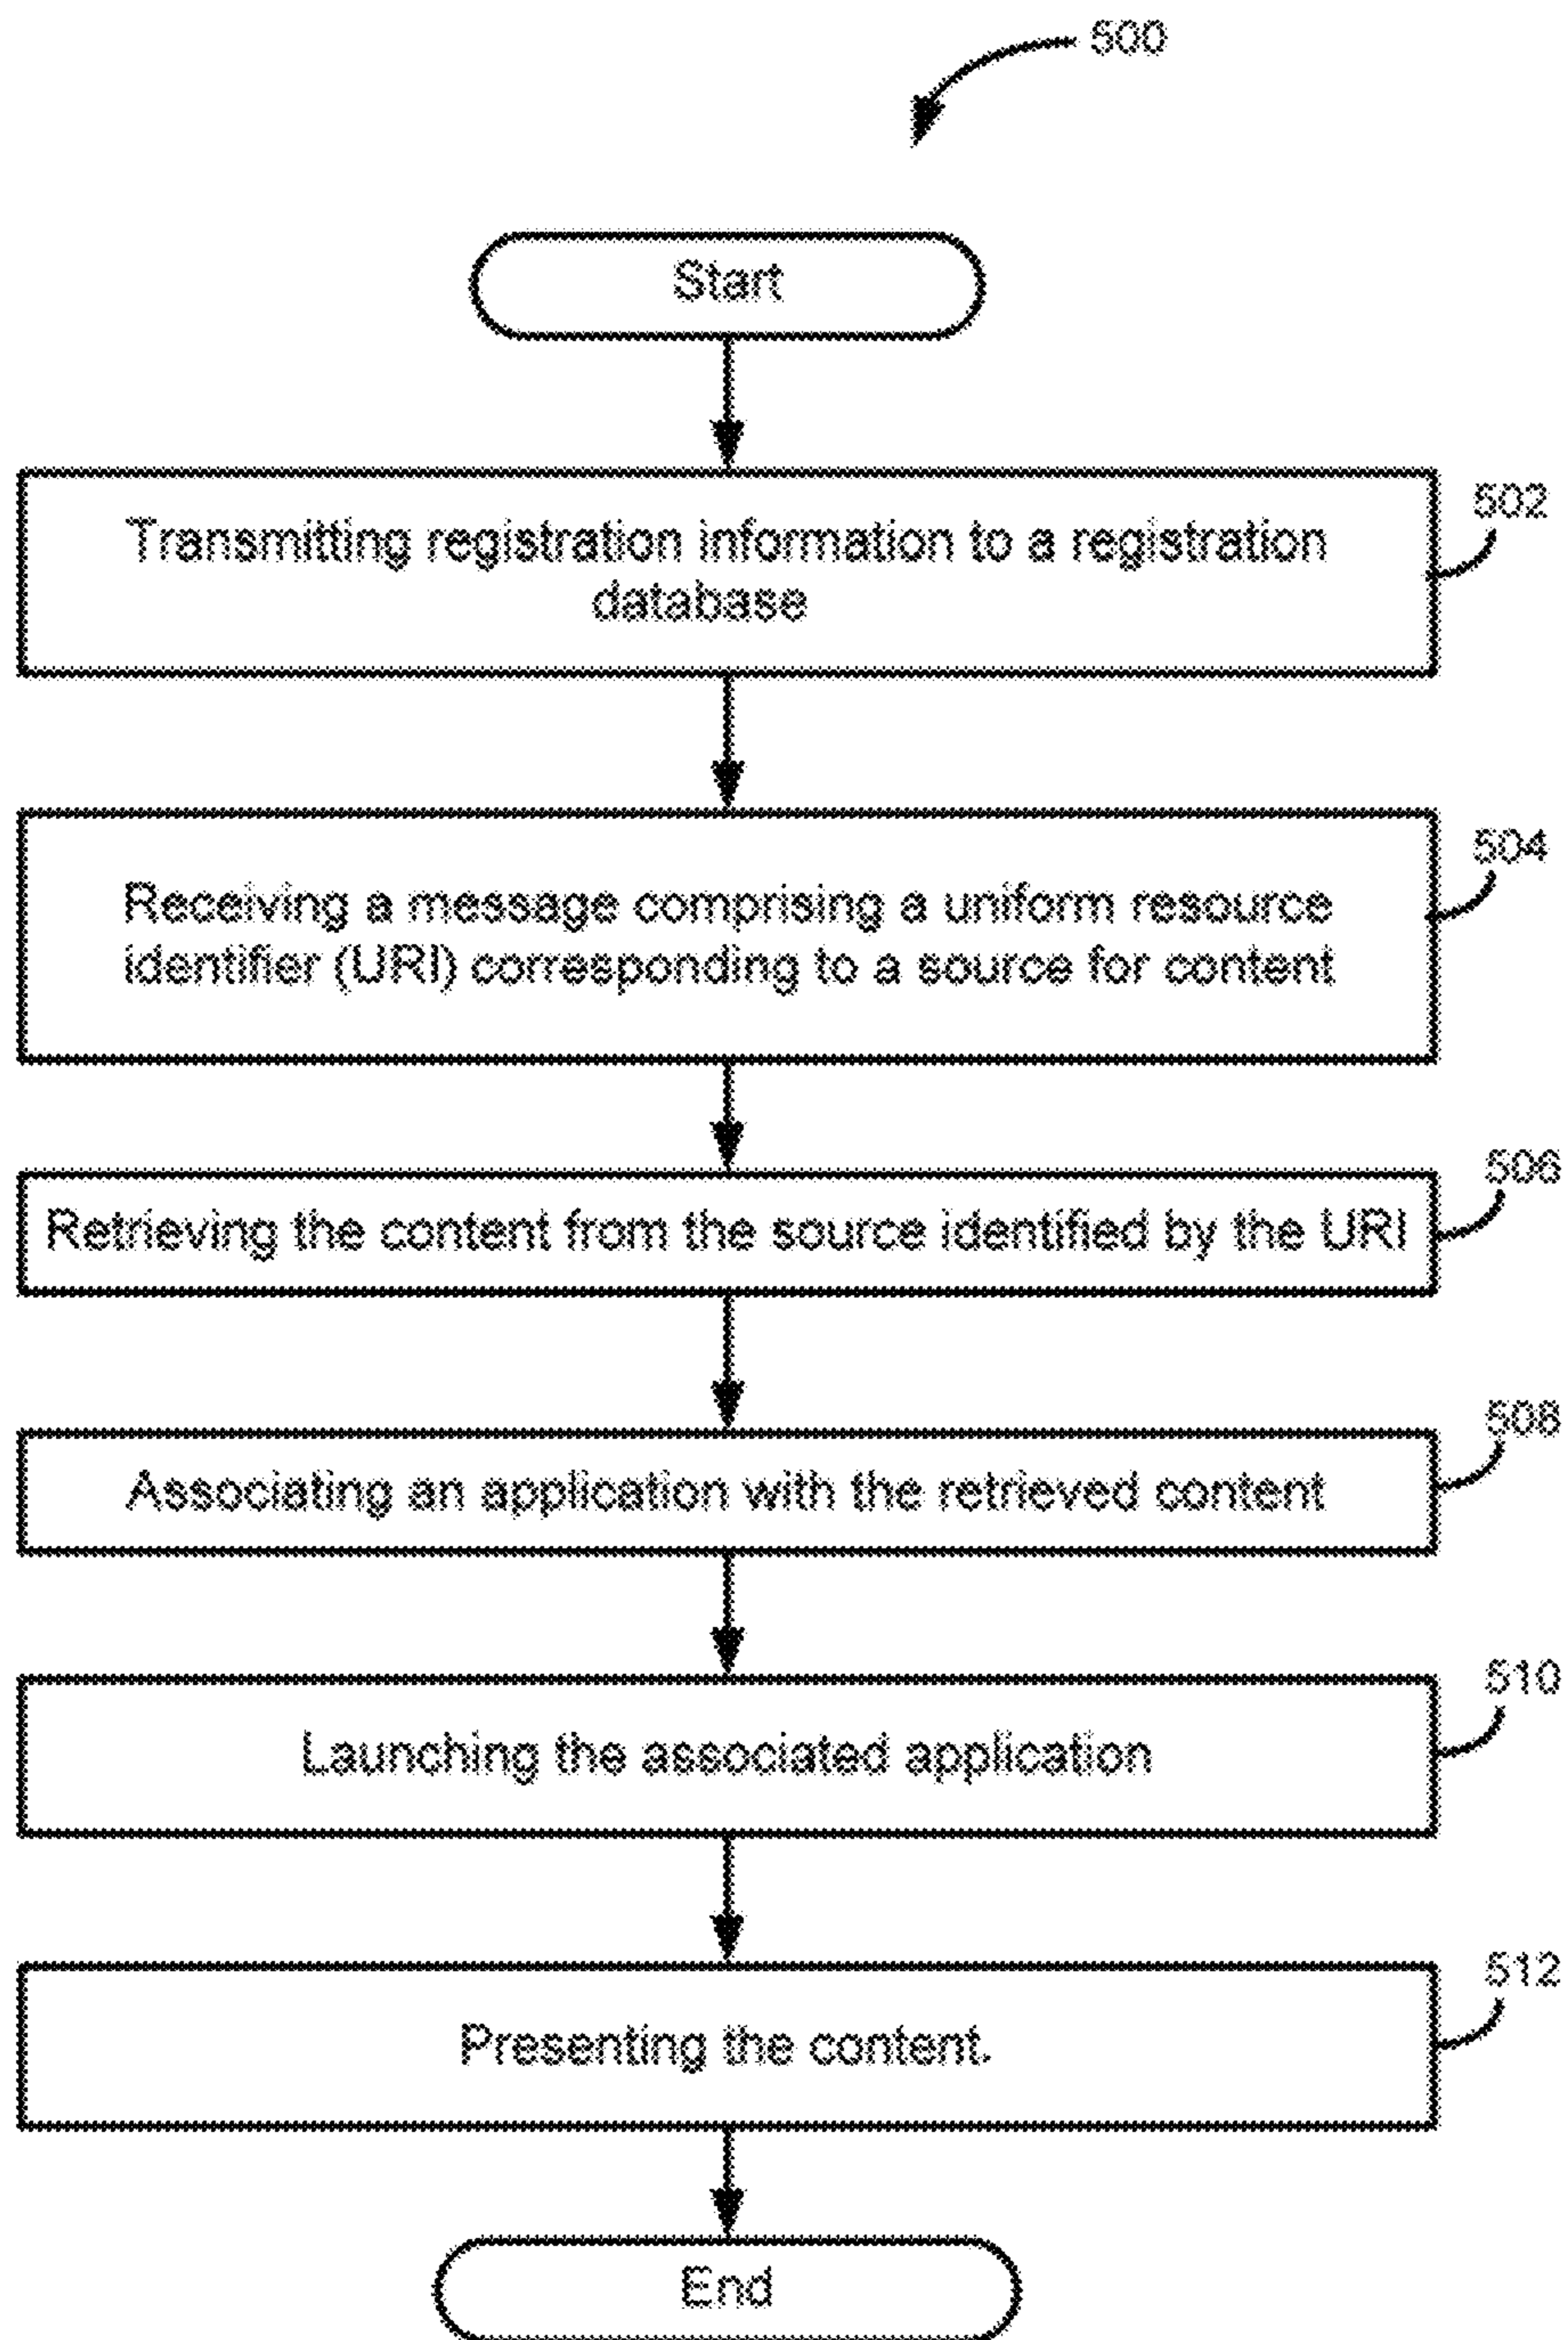 500
Start
502
Transmitting registration information to a registration
database
504
Receiving a message comprising a uniform resource
identifier (URI) corresponding to a source for content
506
Retrieving the content from the source identified by the URI
508
Associating an application with the retrieved content
510
Launching the associated application
512
Presenting the content.
End